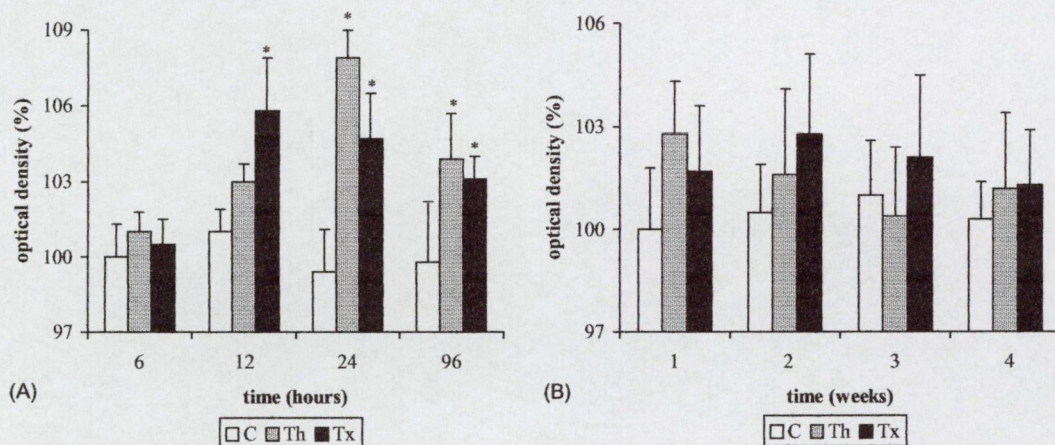 109
106
103
100
97
optical density (%)
*
*
*
*
*
6 12 24 96
time (hours)
(A)
C Th Tx
106
103
100
97
optical density (%)
1 2 3 4
time (weeks)
(B)
C Th Tx